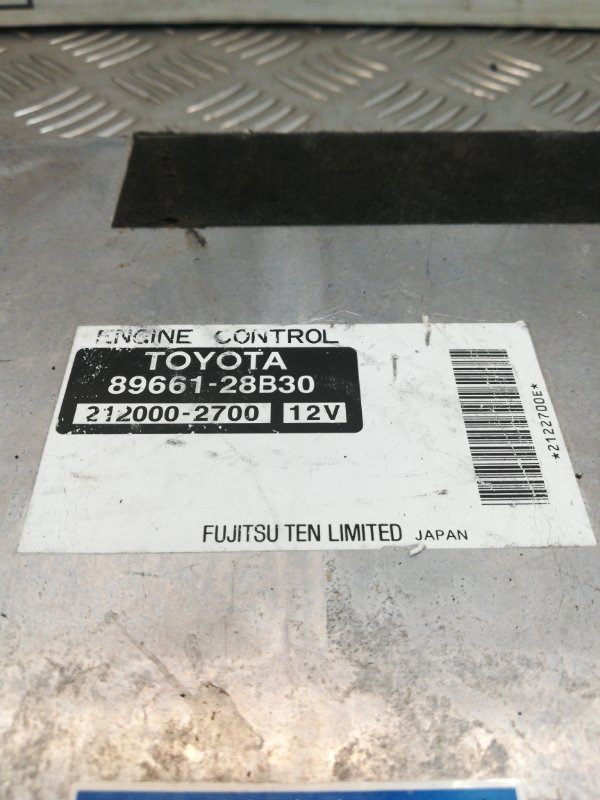 ENGINE CONTROL
TOYOTA
89661-28B30
212000-2700 12V
*2122700E*
FUJITSU TEN LIMITED JAPAN